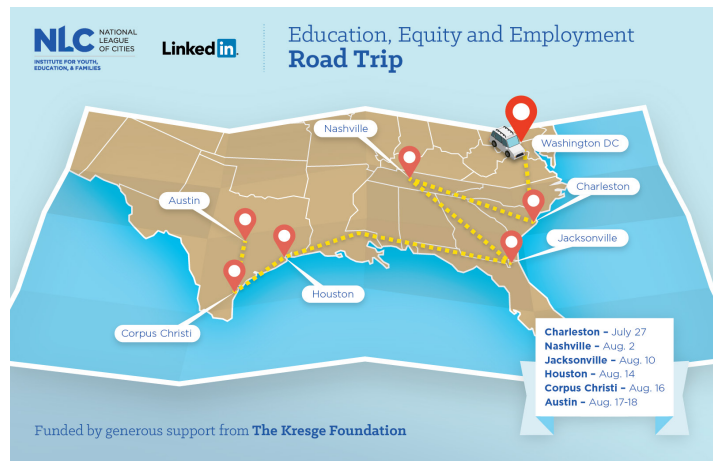 NLC NATIONAL
LEAGUE
OF CITIES
INSTITUTE FOR YOUTH,
EDUCATION, & FAMILIES
Linked in.
Education, Equity and Employment
Road Trip
Nashville
Washington DC
Charleston
Austin
Jacksonville
Houston
Corpus Christi
Charleston – July 27
Nashville – Aug. 2
Jacksonville – Aug. 10
Houston – Aug. 14
Corpus Christi – Aug. 16
Austin – Aug. 17-18
Funded by generous support from The Kresge Foundation